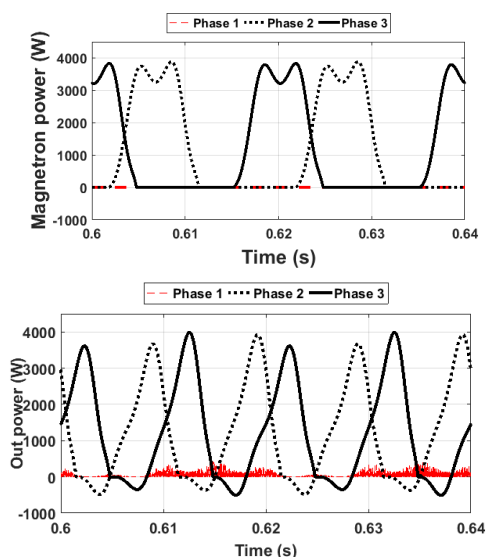 Phase 1 Phase 2 Phase 3
Magnetron power (W)
4000
3000
2000
1000
0
-1000
0.6 0.61 0.62 0.63 0.64
Time (s)
Phase 1 Phase 2 Phase 3
Out power (W)
4000
3000
2000
1000
0
-1000
0.6 0.61 0.62 0.63 0.64
Time (s)